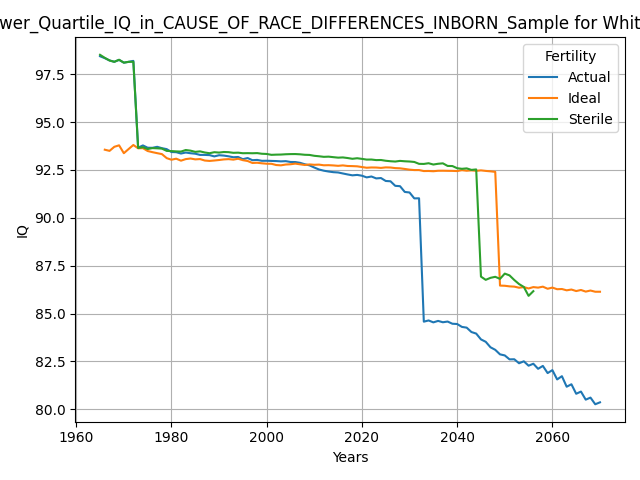 wer_Quartile_IQ_in_CAUSE_OF_RACE_DIFFERENCES_INBORN_Sample for Whit
Fertility
Actual
Ideal
Sterile
97.5
95.0
92.5
90.0
87.5
85.0
82.5
80.0
IQ
1960 1980 2000 2020 2040 2060
Years